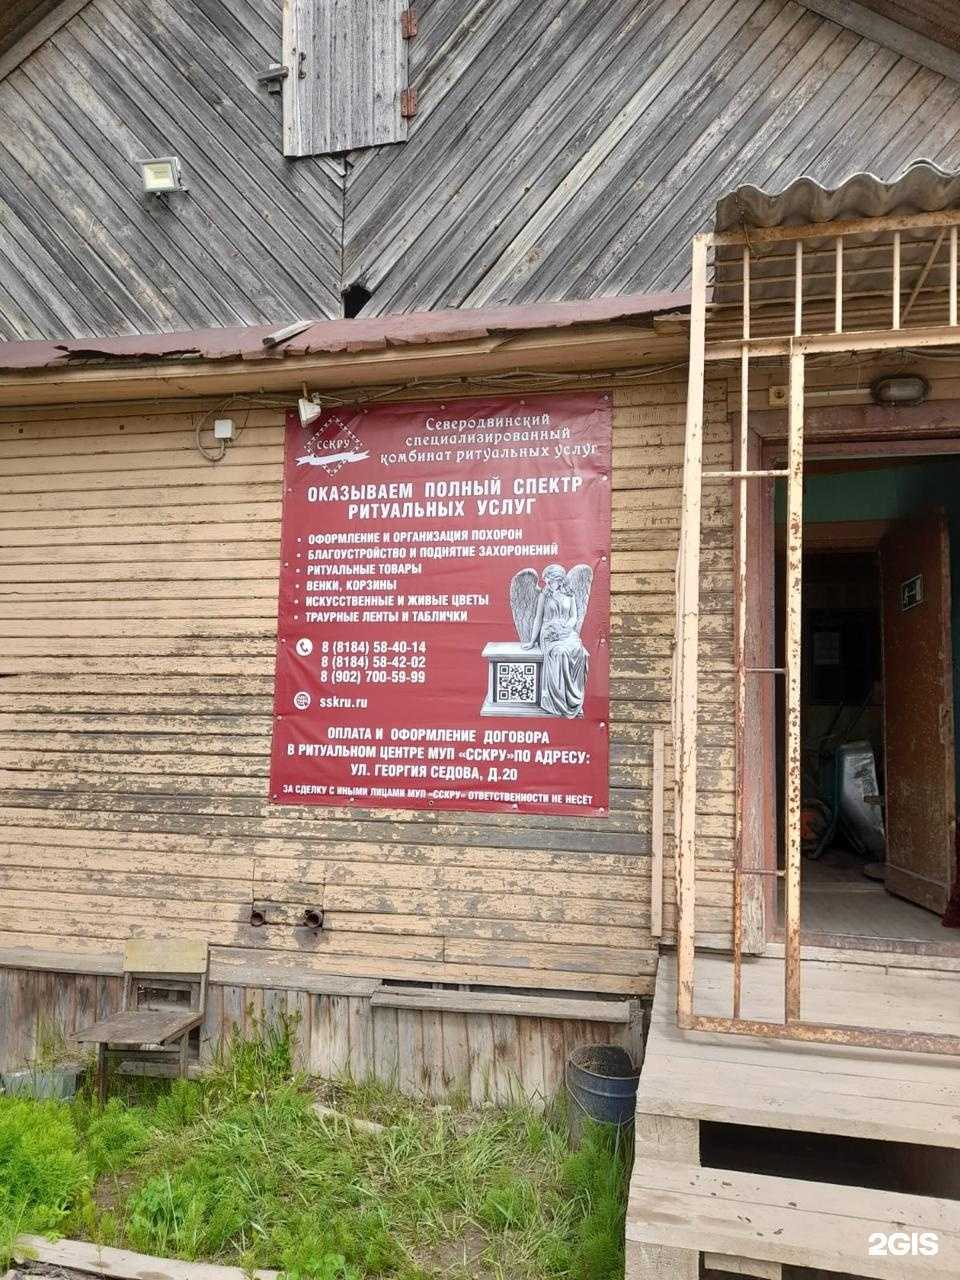 ССКРУ
Северодвинский
специализированный
комбинат ритуальных услуг
ОКАЗЫВАЕМ ПОЛНЫЙ СПЕКТР
РИТУАЛЬНЫХ УСЛУГ
• ОФОРМЛЕНИЕ И ОРГАНИЗАЦИЯ ПОХОРОН
• БЛАГОУСТРОЙСТВО И ПОДНЯТИЕ ЗАХОРОНЕНИЙ
• РИТУАЛЬНЫЕ ТОВАРЫ
• ВЕНКИ, КОРЗИНЫ
• ИСКУССТВЕННЫЕ И ЖИВЫЕ ЦВЕТЫ
• ТРАУРНЫЕ ЛЕНТЫ И ТАБЛИЧКИ
8 (8184) 58-40-14
8 (8184) 58-42-02
8 (902) 700-59-99
sskru.ru
ОПЛАТА И ОФОРМЛЕНИЕ ДОГОВОРА
В РИТУАЛЬНОМ ЦЕНТРЕ МУП «ССКРУ»ПО АДРЕСУ:
УЛ. ГЕОРГИЯ СЕДОВА, Д.20
ЗА СДЕЛКУ С ИНЫМИ ЛИЦАМИ МУП «ССКРУ» ОТВЕТСТВЕННОСТИ НЕ НЕСЁТ
2GIS